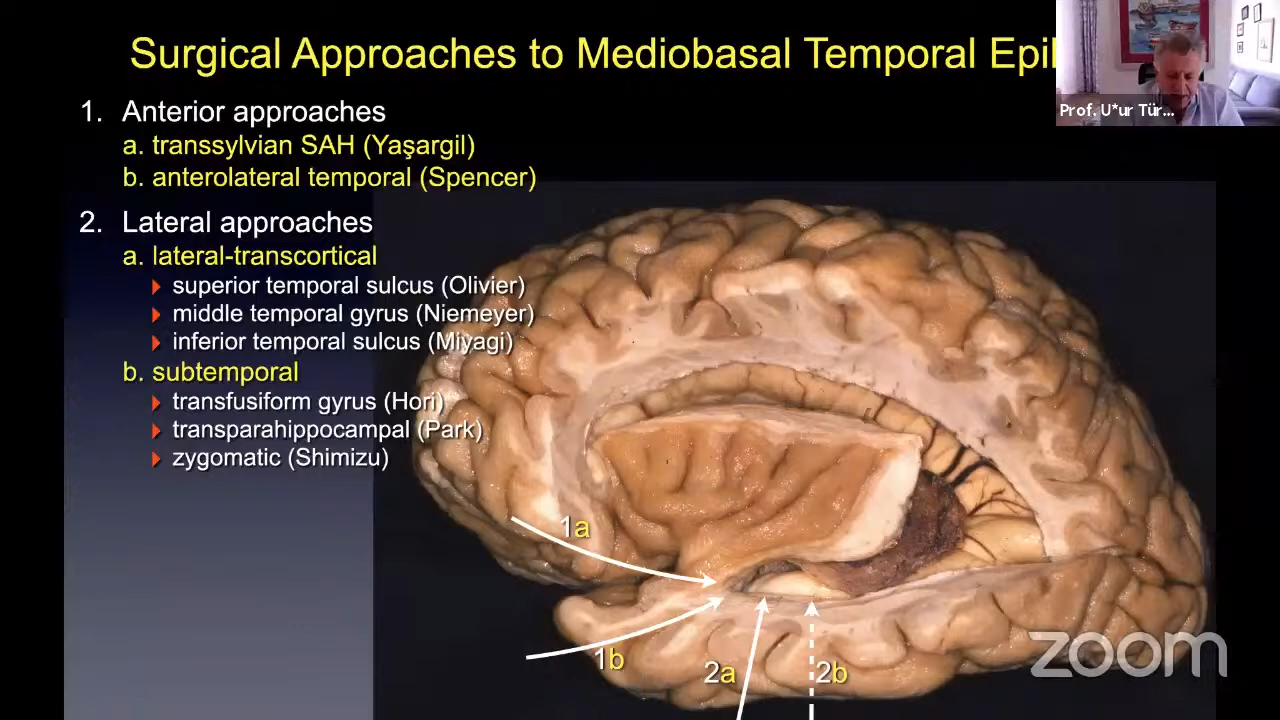 Surgical Approaches to Mediobasal Temporal Epi
Prof. U*ur Tür...
1. Anterior approaches
a. transsylvian SAH (Yaşargil)
b. anterolateral temporal (Spencer)
2. Lateral approaches
a. lateral-transcortical
superior temporal sulcus (Olivier)
middle temporal gyrus (Niemeyer)
inferior temporal sulcus (Miyagi)
b. subtemporal
transfusiform gyrus (Hori)
transparahippocampal (Park)
zygomatic (Shimizu)
1a
1b
2a
2b
zoom